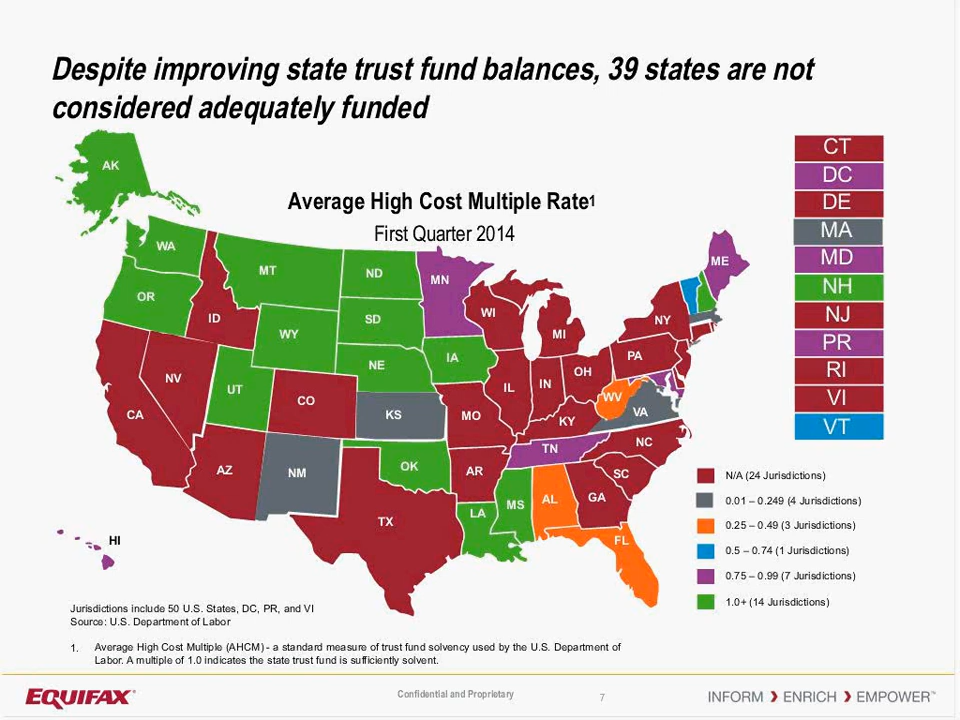 Despite improving state trust fund balances, 39 states are not
considered adequately funded
Average High Cost Multiple Rate1
First Quarter 2014
AK
WA
MT
ND
MN
ME
OR
ID
WY
SD
WI
MI
NY
NV
UT
NE
IA
PA
CA
CO
KS
MO
IL
IN
OH
WV
VA
KY
AZ
NM
OK
AR
TN
NC
SC
TX
LA
MS
AL
GA
FL
HI
CT
DC
DE
MA
MD
NH
NJ
PR
RI
VI
VT
N/A (24 Jurisdictions)
0.01 – 0.249 (4 Jurisdictions)
0.25 – 0.49 (3 Jurisdictions)
0.5 – 0.74 (1 Jurisdictions)
0.75 – 0.99 (7 Jurisdictions)
1.0+ (14 Jurisdictions)
Jurisdictions include 50 U.S. States, DC, PR, and VI
Source: U.S. Department of Labor
1. Average High Cost Multiple (AHCM) - a standard measure of trust fund solvency used by the U.S. Department of
Labor. A multiple of 1.0 indicates the state trust fund is sufficiently solvent.
EQUIFAX
Confidential and Proprietary
7
INFORM ❯ ENRICH ❯ EMPOWER™